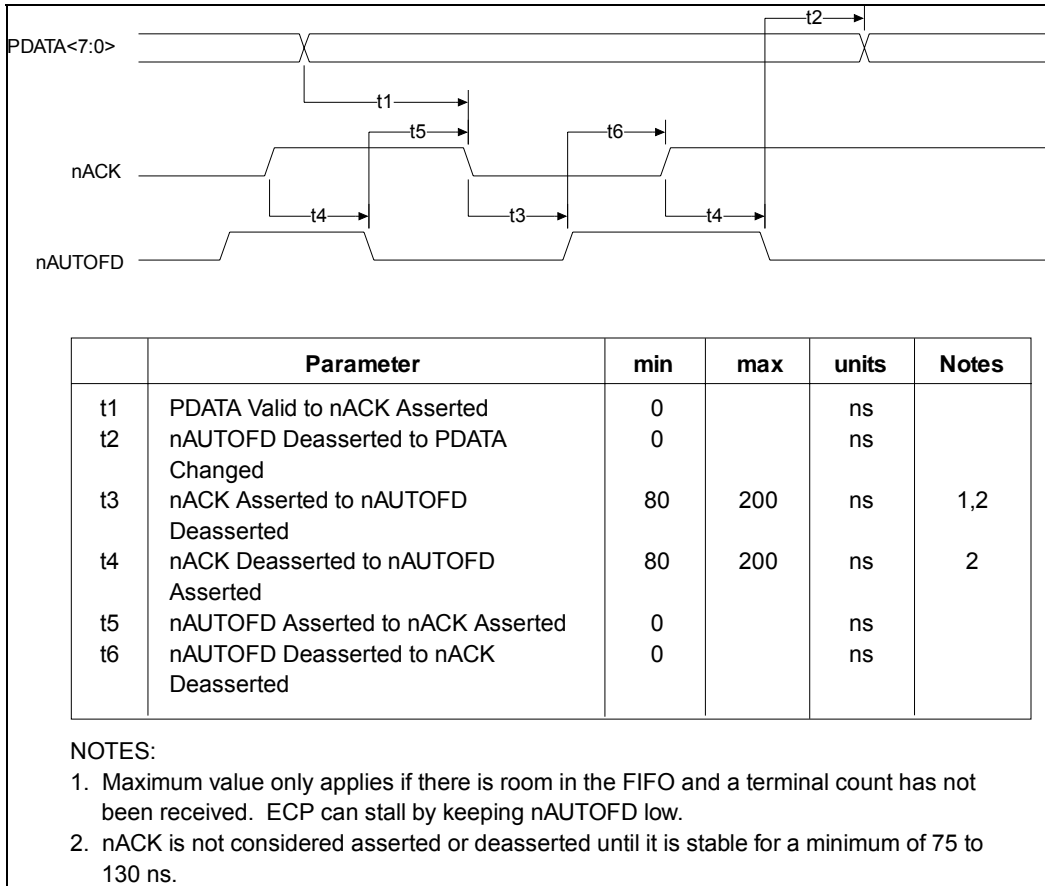 t2
PDATA<7:0>
t1
t5 t6
nACK
t4 t3 t4
nAUTOFD
Parameter min max units Notes
t1 PDATA Valid to nACK Asserted 0 ns
t2 nAUTOFD Deasserted to PDATA 0 ns
Changed
t3 nACK Asserted to nAUTOFD 80 200 ns 1,2
Deasserted
t4 nACK Deasserted to nAUTOFD 80 200 ns 2
Asserted
t5 nAUTOFD Asserted to nACK Asserted 0 ns
t6 nAUTOFD Deasserted to nACK 0 ns
Deasserted
NOTES:
1. Maximum value only applies if there is room in the FIFO and a terminal count has not
been received. ECP can stall by keeping nAUTOFD low.
2. nACK is not considered asserted or deasserted until it is stable for a minimum of 75 to
130 ns.